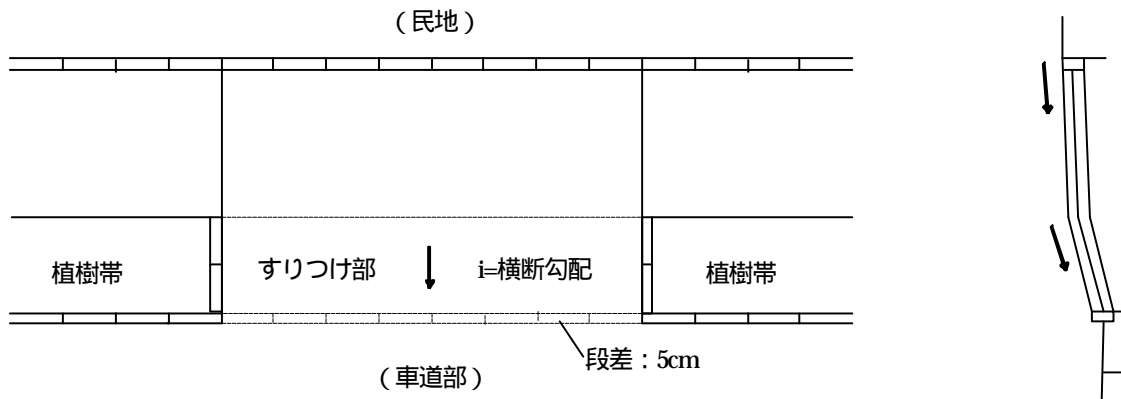 （民地）
植樹帯
すりつけ部
i=横断勾配
植樹帯
段差：5cm
（車道部）